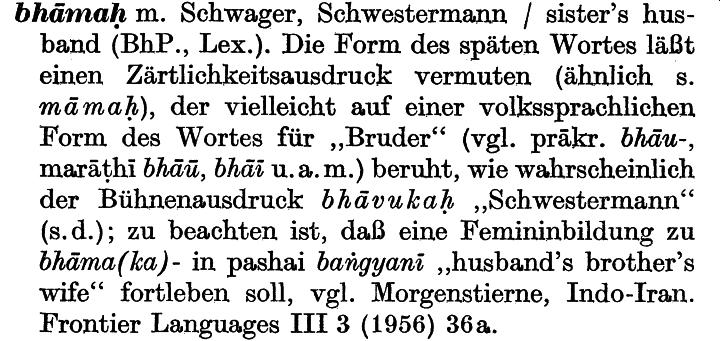 bhāmaḥ m. Schwager, Schwestermann / sister's hus-
band (BhP., Lex.). Die Form des späten Wortes läßt
einen Zärtlichkeitsausdruck vermuten (ähnlich s.
māmaḥ), der vielleicht auf einer volkssprachlichen
Form des Wortes für „Bruder“ (vgl. prākr. bhāu-,
marāṭhī bhāū, bhāī u. a. m.) beruht, wie wahrscheinlich
der Bühnenausdruck bhāvukaḥ „Schwestermann“
(s. d.); zu beachten ist, daß eine Femininbildung zu
bhāma(ka)- in pashai baṅgyanī „husband's brother's
wife“ fortleben soll, vgl. Morgenstierne, Indo-Iran.
Frontier Languages III 3 (1956) 36a.